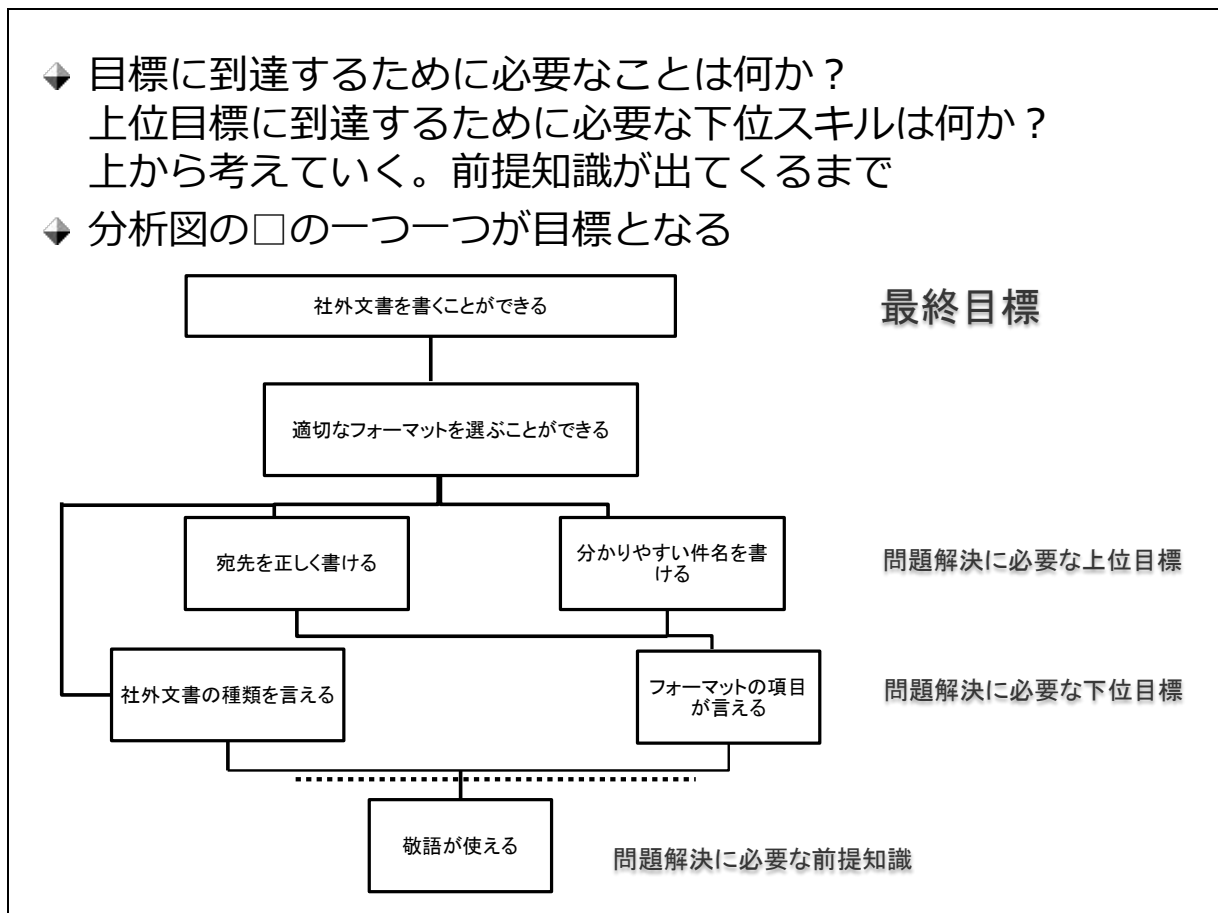 目標に到達するために必要なことは何か？
上位目標に到達するために必要な下位スキルは何か？
上から考えていく。前提知識が出てくるまで
分析図の□の一つ一つが目標となる
社外文書を書くことができる
最終目標
適切なフォーマットを選ぶことができる
宛先を正しく書ける
分かりやすい件名を書
ける
問題解決に必要な上位目標
社外文書の種類を言える
フォーマットの項目
が言える
問題解決に必要な下位目標
敬語が使える
問題解決に必要な前提知識